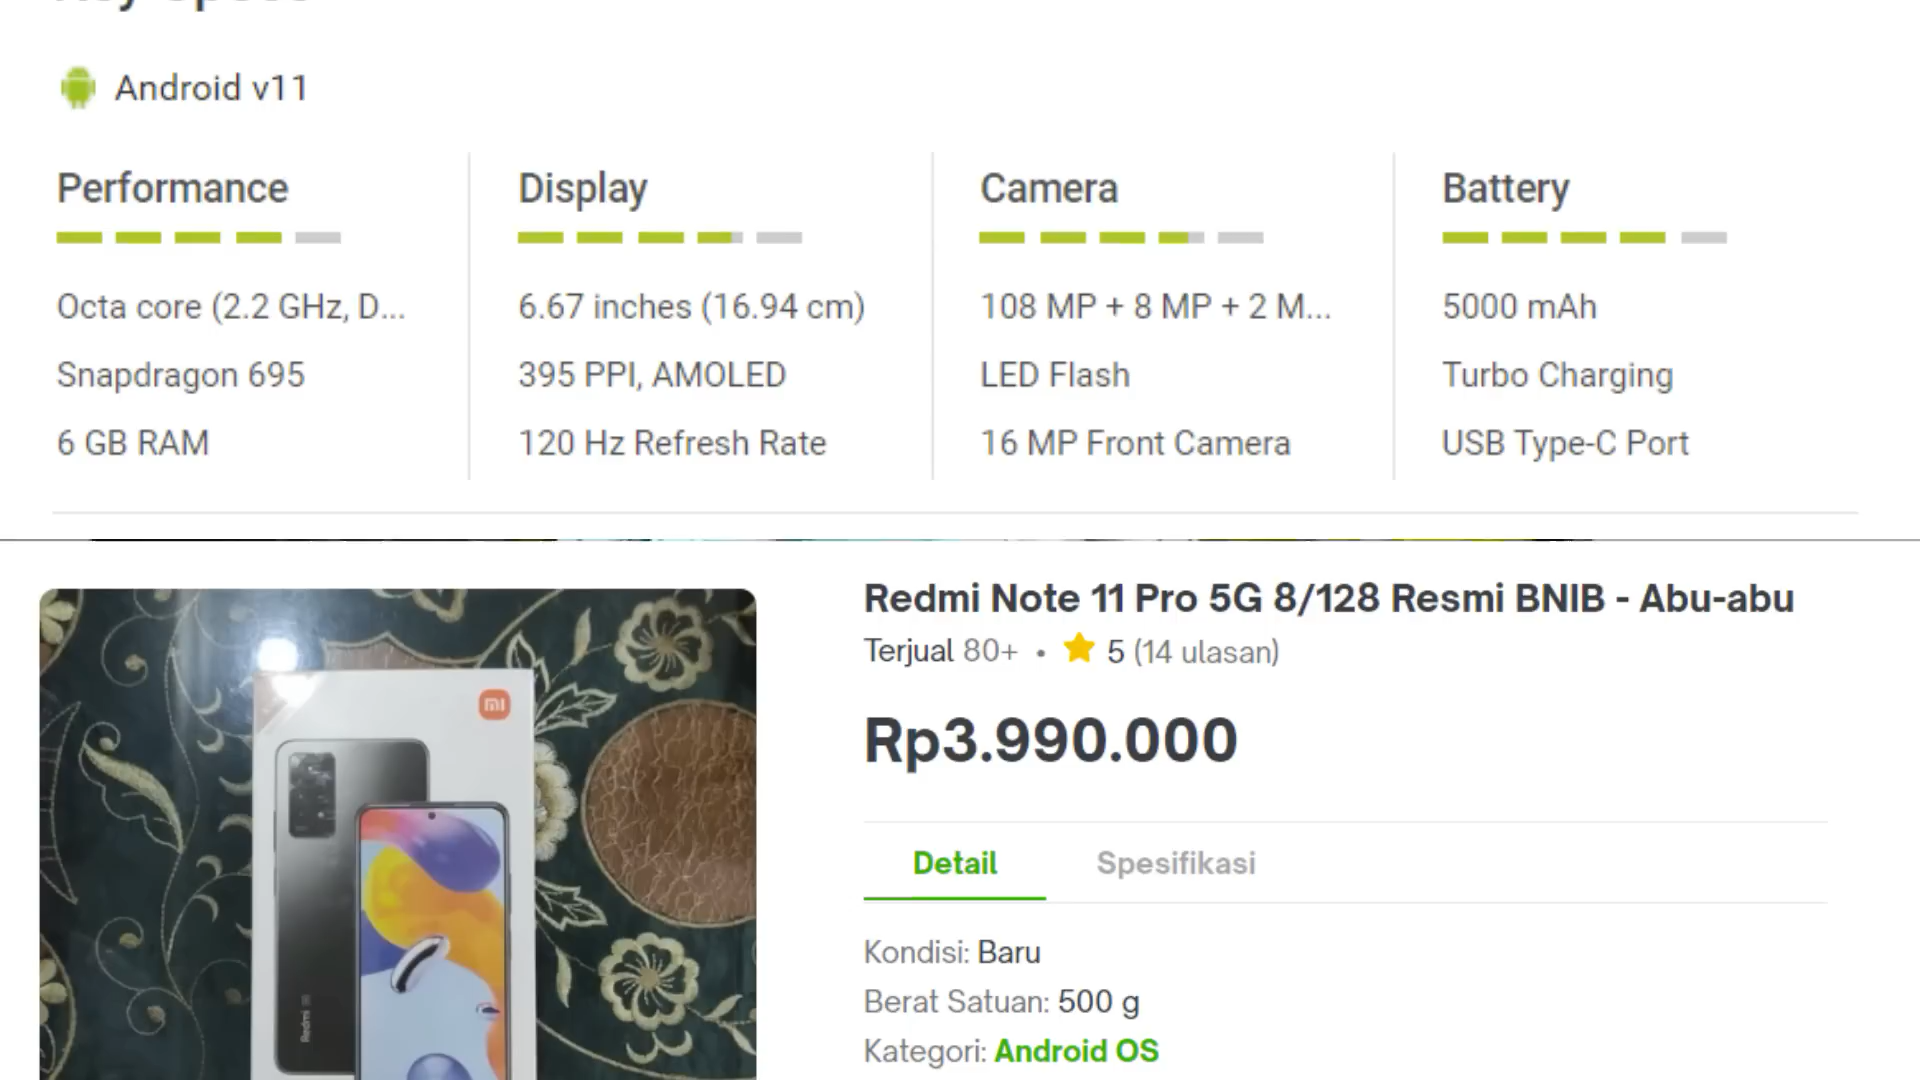 Key Specs
Android v11
Performance
Octa core (2.2 GHz, D...
Snapdragon 695
6 GB RAM
Display
6.67 inches (16.94 cm)
395 PPI, AMOLED
120 Hz Refresh Rate
Camera
108 MP + 8 MP + 2 M...
LED Flash
16 MP Front Camera
Battery
5000 mAh
Turbo Charging
USB Type-C Port
mi
Redmi
Redmi Note 11 Pro 5G 8/128 Resmi BNIB - Abu-abu
Terjual 80+ • 5 (14 ulasan)
Rp3.990.000
Detail Spesifikasi
Kondisi: Baru
Berat Satuan: 500 g
Kategori: Android OS